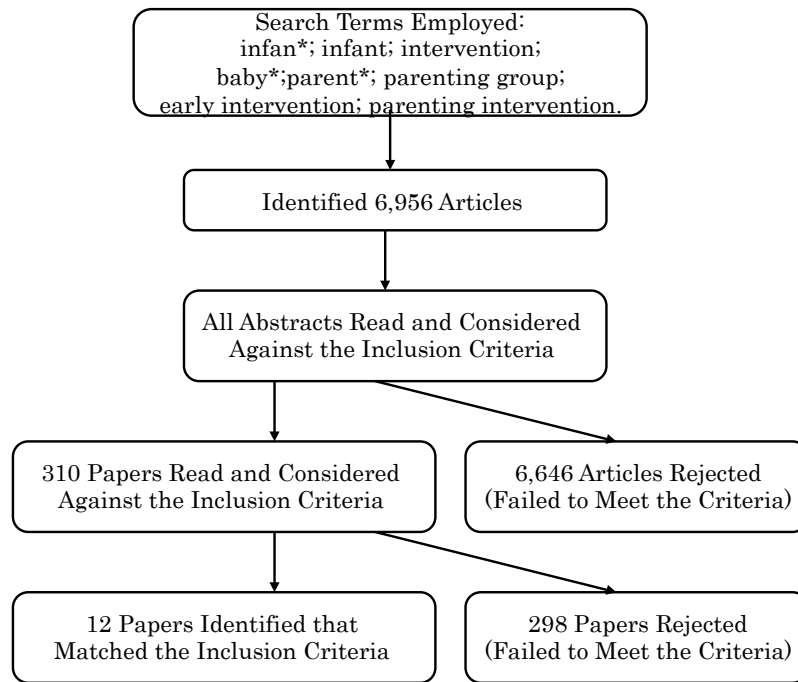 Search Terms Employed:
infan*; infant; intervention;
baby*;parent*; parenting group;
early intervention; parenting intervention.
Identified 6,956 Articles
All Abstracts Read and Considered
Against the Inclusion Criteria
310 Papers Read and Considered
Against the Inclusion Criteria
6,646 Articles Rejected
(Failed to Meet the Criteria)
12 Papers Identified that
Matched the Inclusion Criteria
298 Papers Rejected
(Failed to Meet the Criteria)